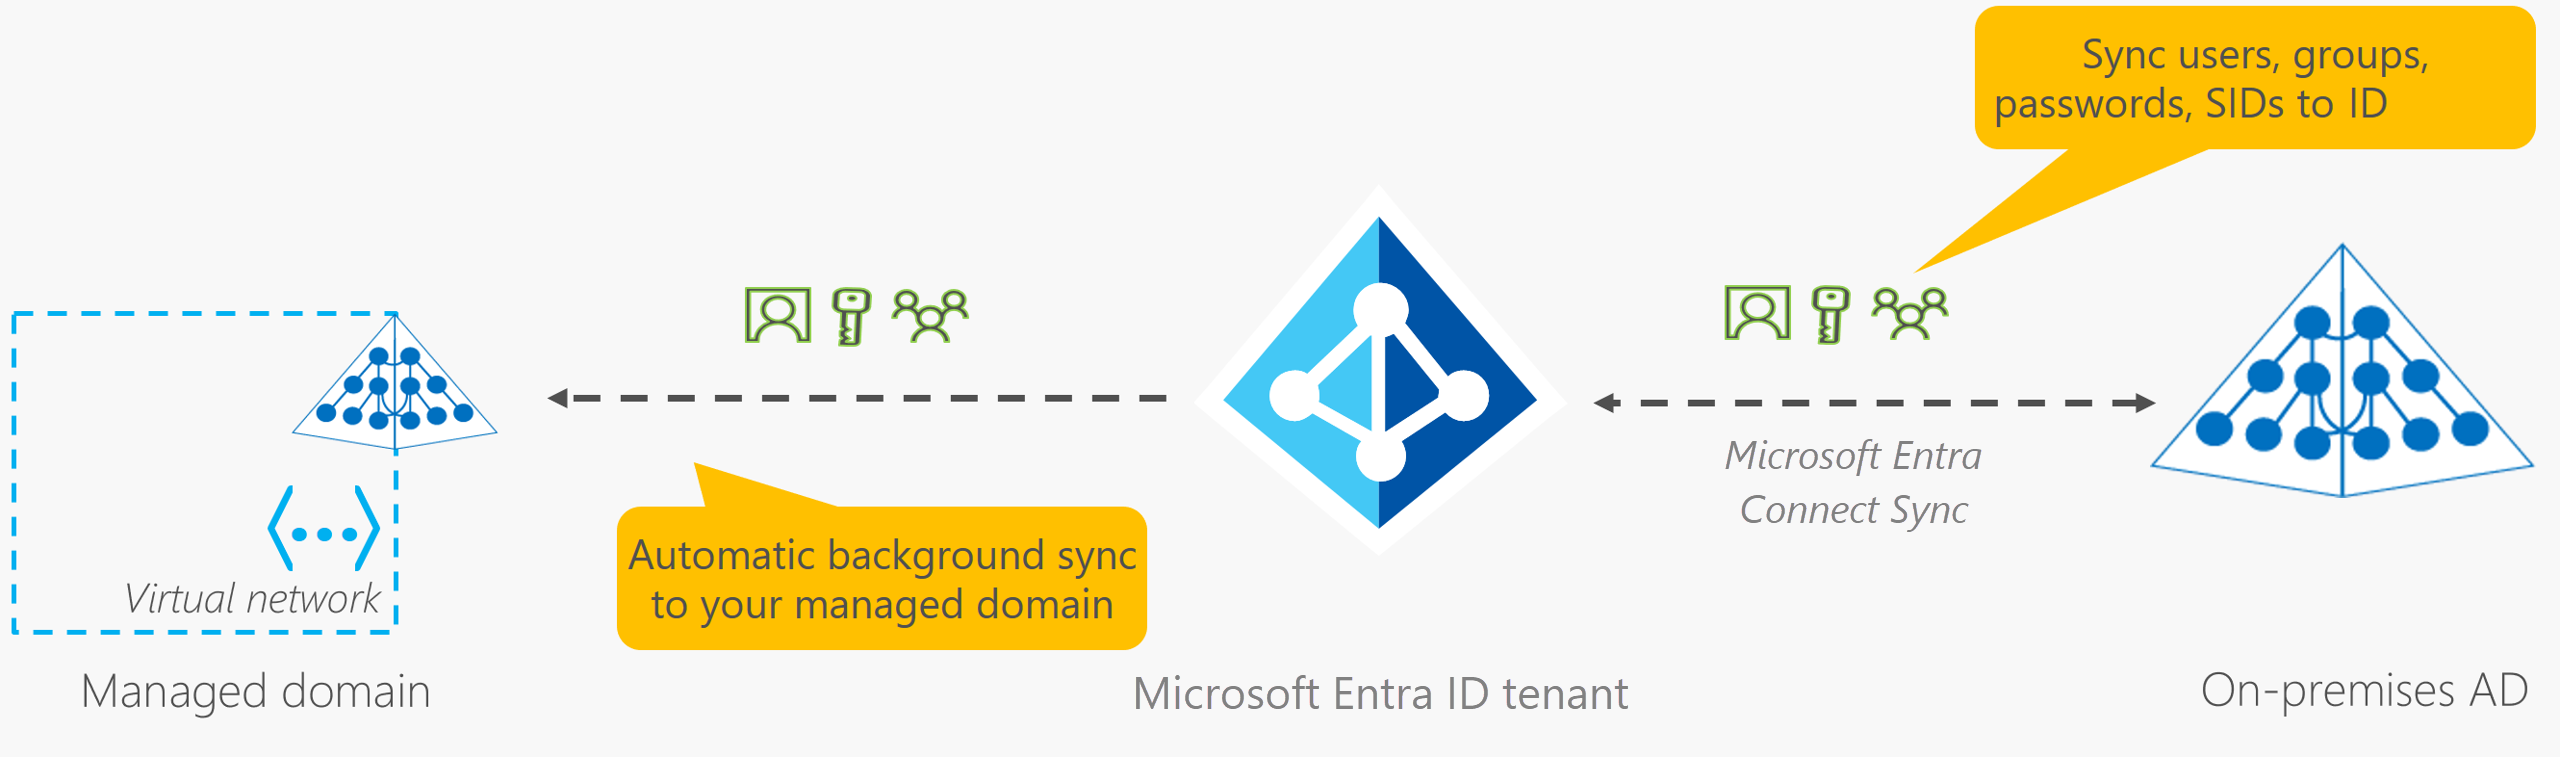 Sync users, groups,
passwords, SIDs to ID
Microsoft Entra
Connect Sync
Automatic background sync
to your managed domain
Virtual network
Managed domain
Microsoft Entra ID tenant
On-premises AD